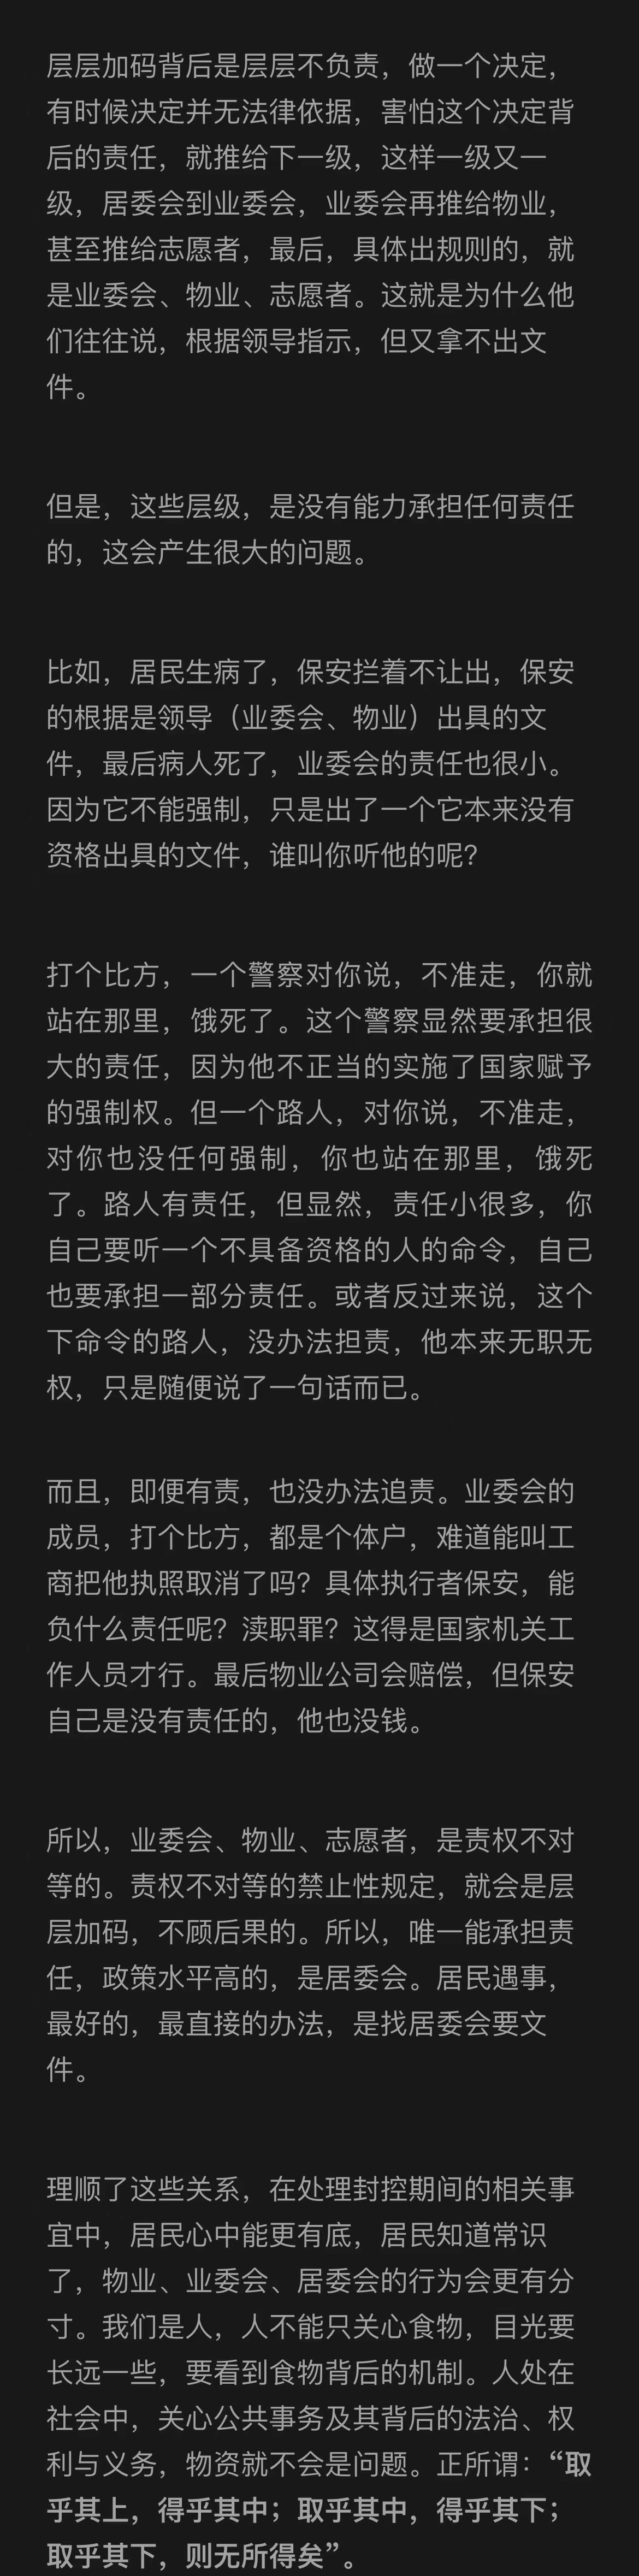 层层加码背后是层层不负责，做一个决定，
有时候决定并无法律依据，害怕这个决定背
后的责任，就推给下一级，这样一级又一
级，居委会到业委会，业委会再推给物业，
甚至推给志愿者，最后，具体出规则的，就
是业委会、物业、志愿者。这就是为什么他
们往往说，根据领导指示，但又拿不出文
件。
但是，这些层级，是没有能力承担任何责任
的，这会产生很大的问题。
比如，居民生病了，保安拦着不让出，保安
的根据是领导（业委会、物业）出具的文
件，最后病人死了，业委会的责任也很小。
因为它不能强制，只是出了一个它本来没有
资格出具的文件，谁叫你听他的呢？
打个比方，一个警察对你说，不准走，你就
站在那里，饿死了。这个警察显然要承担很
大的责任，因为他不正当的实施了国家赋予
的强制权。但一个路人，对你说，不准走，
对你也没任何强制，你也站在那里，饿死
了。路人有责任，但显然，责任小很多，你
自己要听一个不具备资格的人的命令，自己
也要承担一部分责任。或者反过来说，这个
下命令的路人，没办法担责，他本来无职无
权，只是随便说了一句话而已。
而且，即便有责，也没办法追责。业委会的
成员，打个比方，都是个体户，难道能叫工
商把他执照取消了吗？具体执行者保安，能
负什么责任呢？渎职罪？这得是国家机关工
作人员才行。最后物业公司会赔偿，但保安
自己是没有责任的，他也没钱。
所以，业委会、物业、志愿者，是责权不对
等的。责权不对等的禁止性规定，就会是层
层加码，不顾后果的。所以，唯一能承担责
任，政策水平高的，是居委会。居民遇事，
最好的，最直接的办法，是找居委会要文
件。
理顺了这些关系，在处理封控期间的相关事
宜中，居民心中能更有底，居民知道常识
了，物业、业委会、居委会的行为会更有分
寸。我们是人，人不能只关心食物，目光要
长远一些，要看到食物背后的机制。人处在
社会中，关心公共事务及其背后的法治、权
利与义务，物资就不会是问题。正所谓：“取
乎其上，得乎其中；取乎其中，得乎其下；
取乎其下，则无所得矣”。